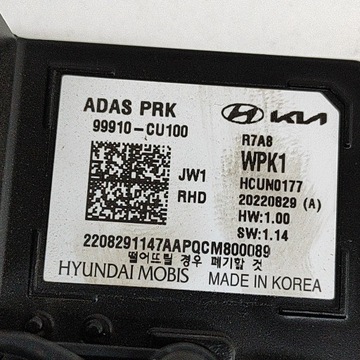 ADAS PRK
KIA
99910-CU100
R7A8
WPK1
JW1
HCUN0177
RHD
20220829 (A)
HW:1.00
SW:1.14
2208291147AAPQCM800089
떨어뜨릴 경우 폐기할 것
HYUNDAI MOBIS
MADE IN KOREA